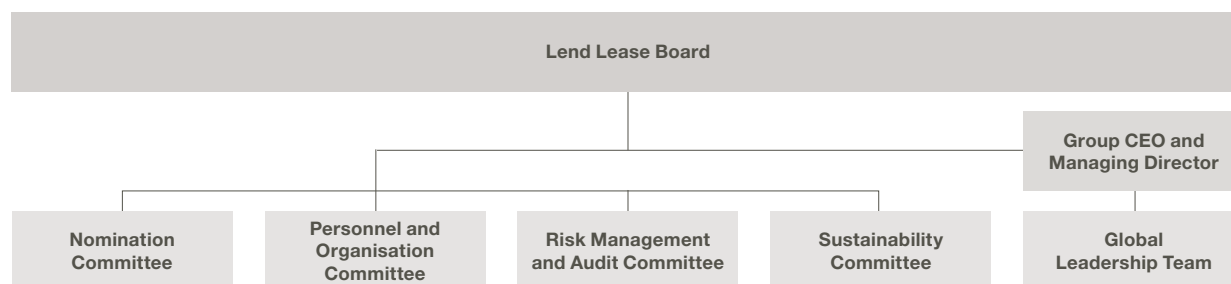 Lend Lease Board
Group CEO and
Managing Director
Nomination
Committee
Personnel and
Organisation
Committee
Risk Management
and Audit Committee
Sustainability
Committee
Global
Leadership Team